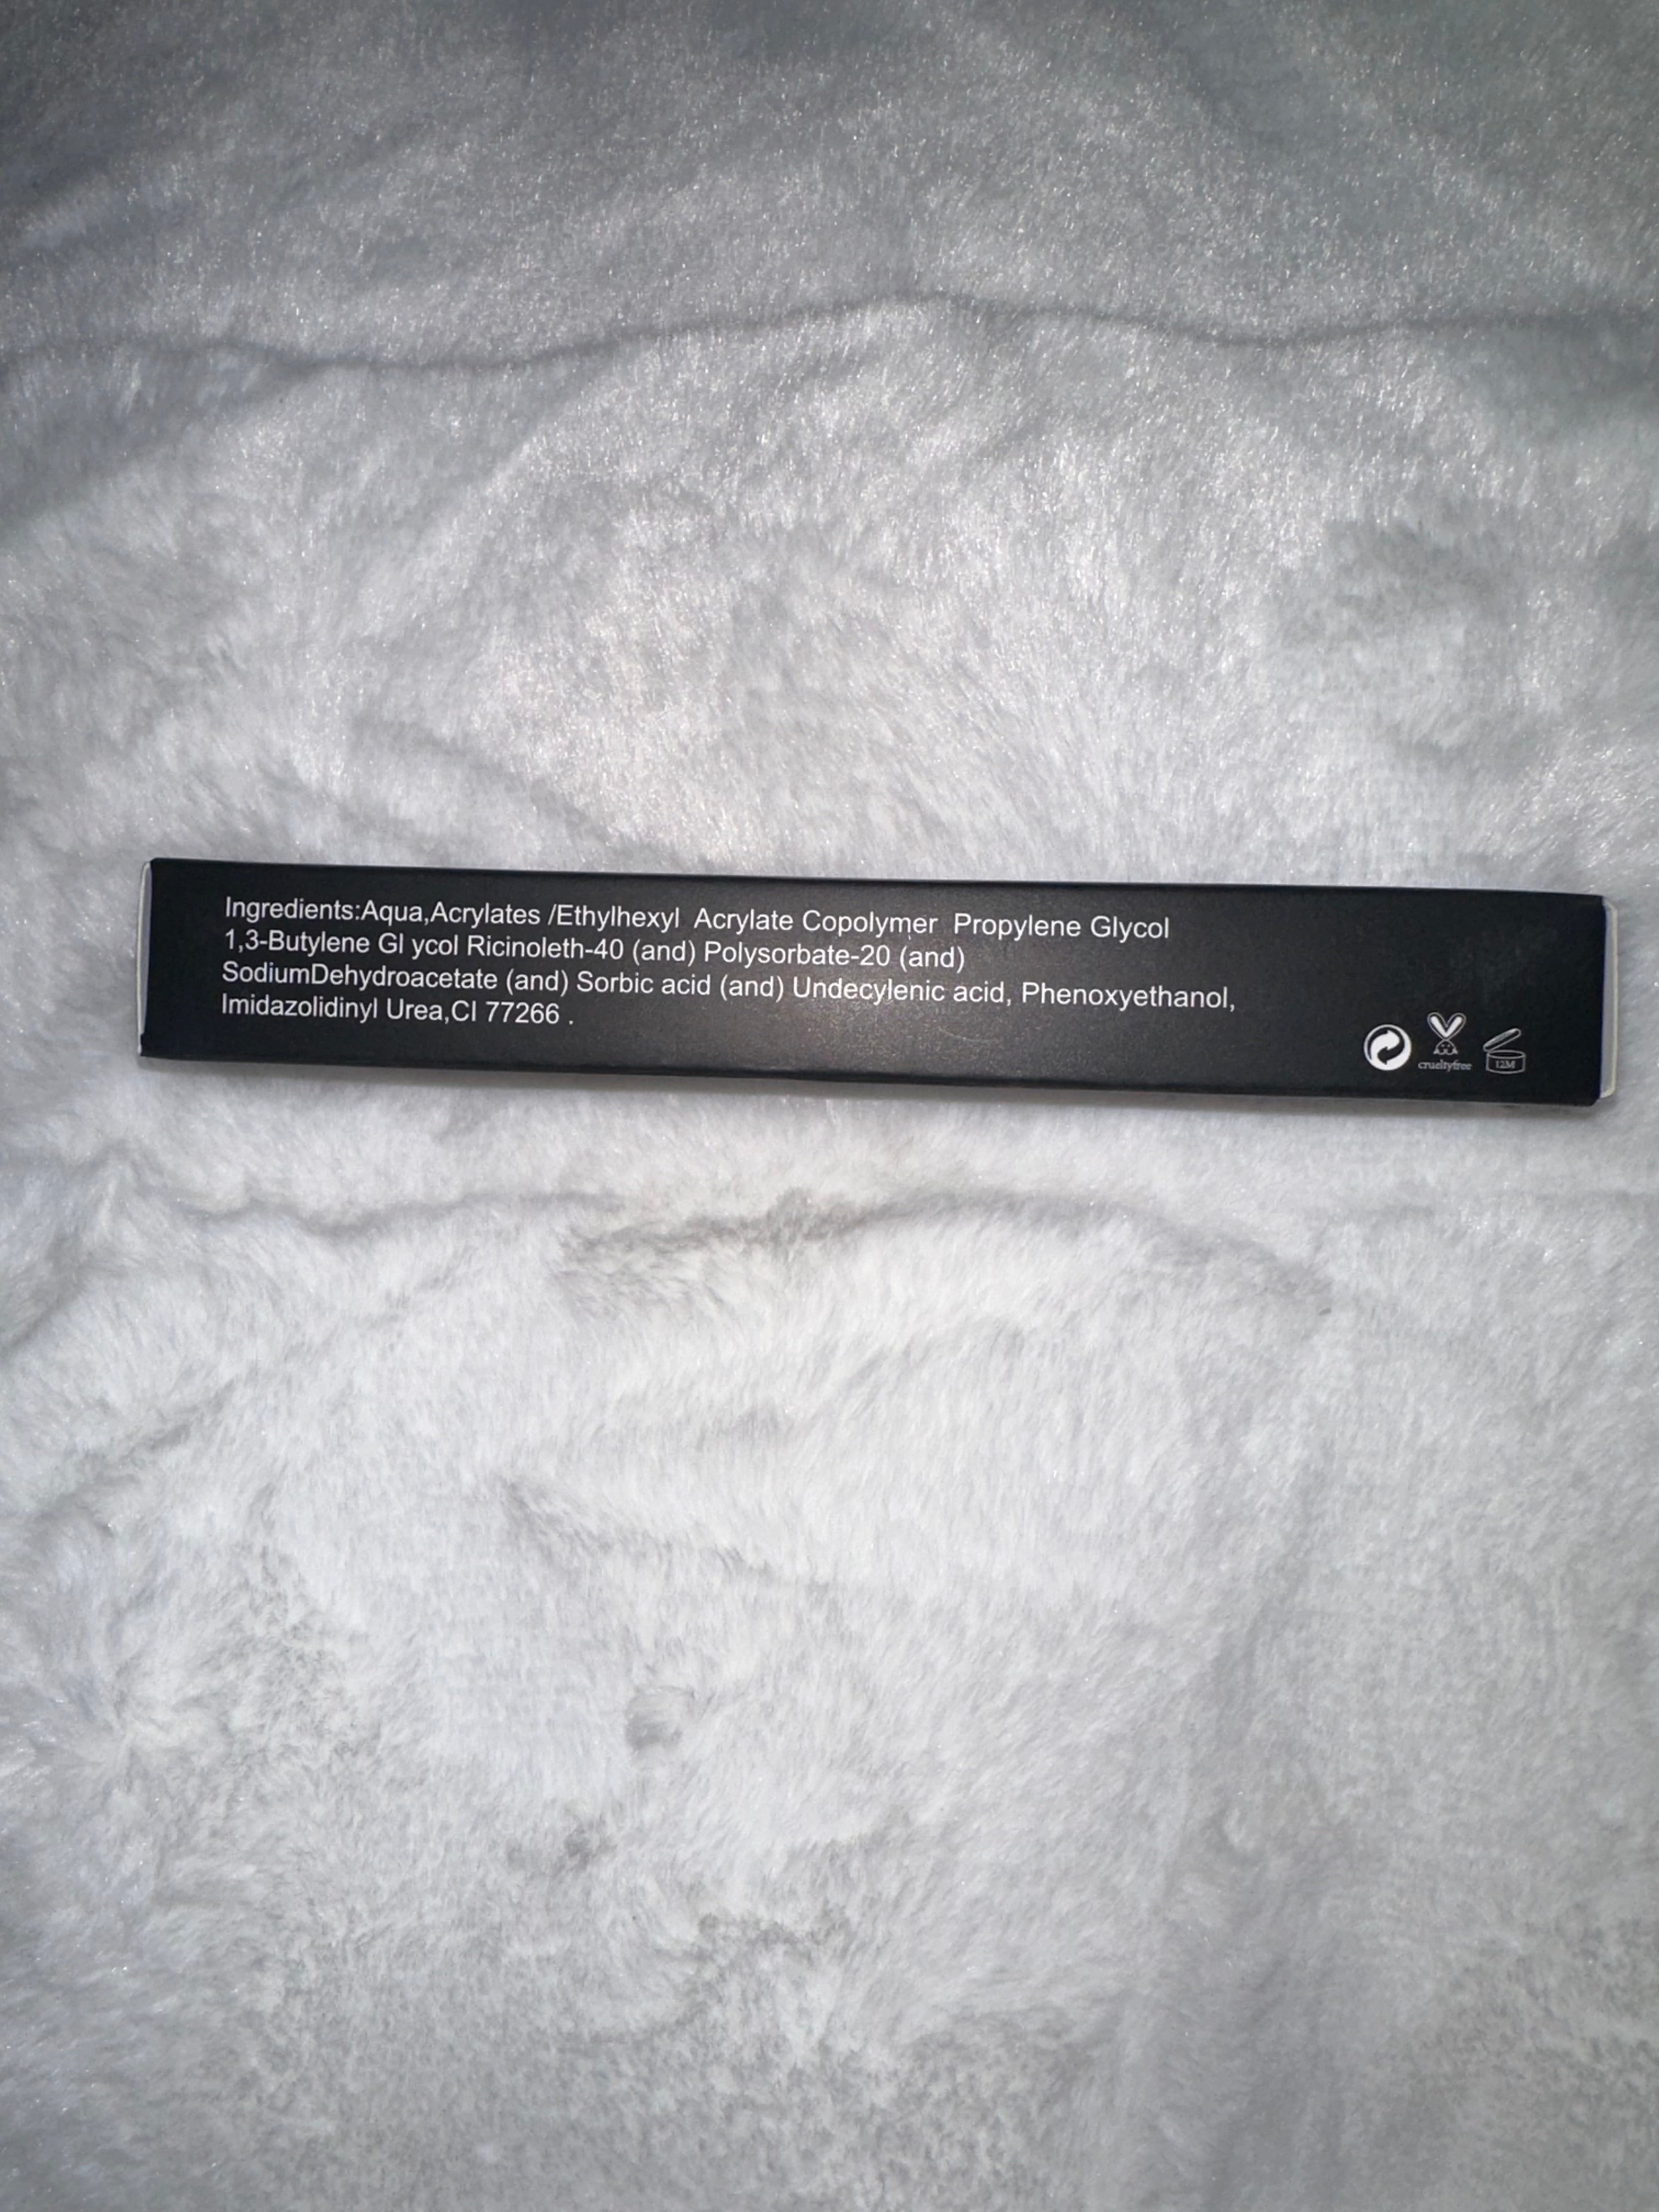 Ingredients:Aqua,Acrylates /Ethylhexyl  Acrylate Copolymer  Propylene Glycol
1,3-Butylene Gl ycol Ricinoleth-40 (and) Polysorbate-20 (and)
SodiumDehydroacetate (and) Sorbic acid (and) Undecylenic acid, Phenoxyethanol,
Imidazolidinyl Urea,CI 77266 .
crueltyfree
12M